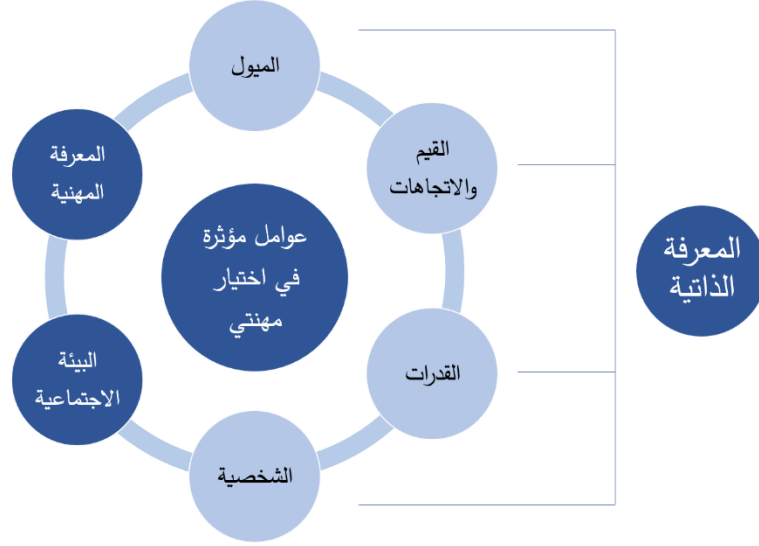 الميول
القيم
والاتجاهات
المعرفة
المهنية
عوامل مؤثرة
في اختيار
مهنتي
المعرفة
الذاتية
القدرات
البيئة
الاجتماعية
الشخصية